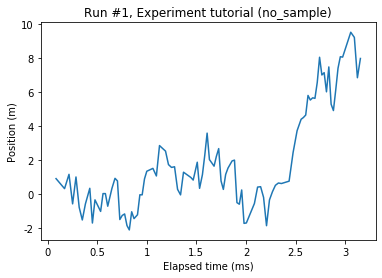 Run #1, Experiment tutorial (no_sample)
Position (m)
10
8
6
4
2
0
-2
0 0.5 1 1.5 2 2.5 3
Elapsed time (ms)